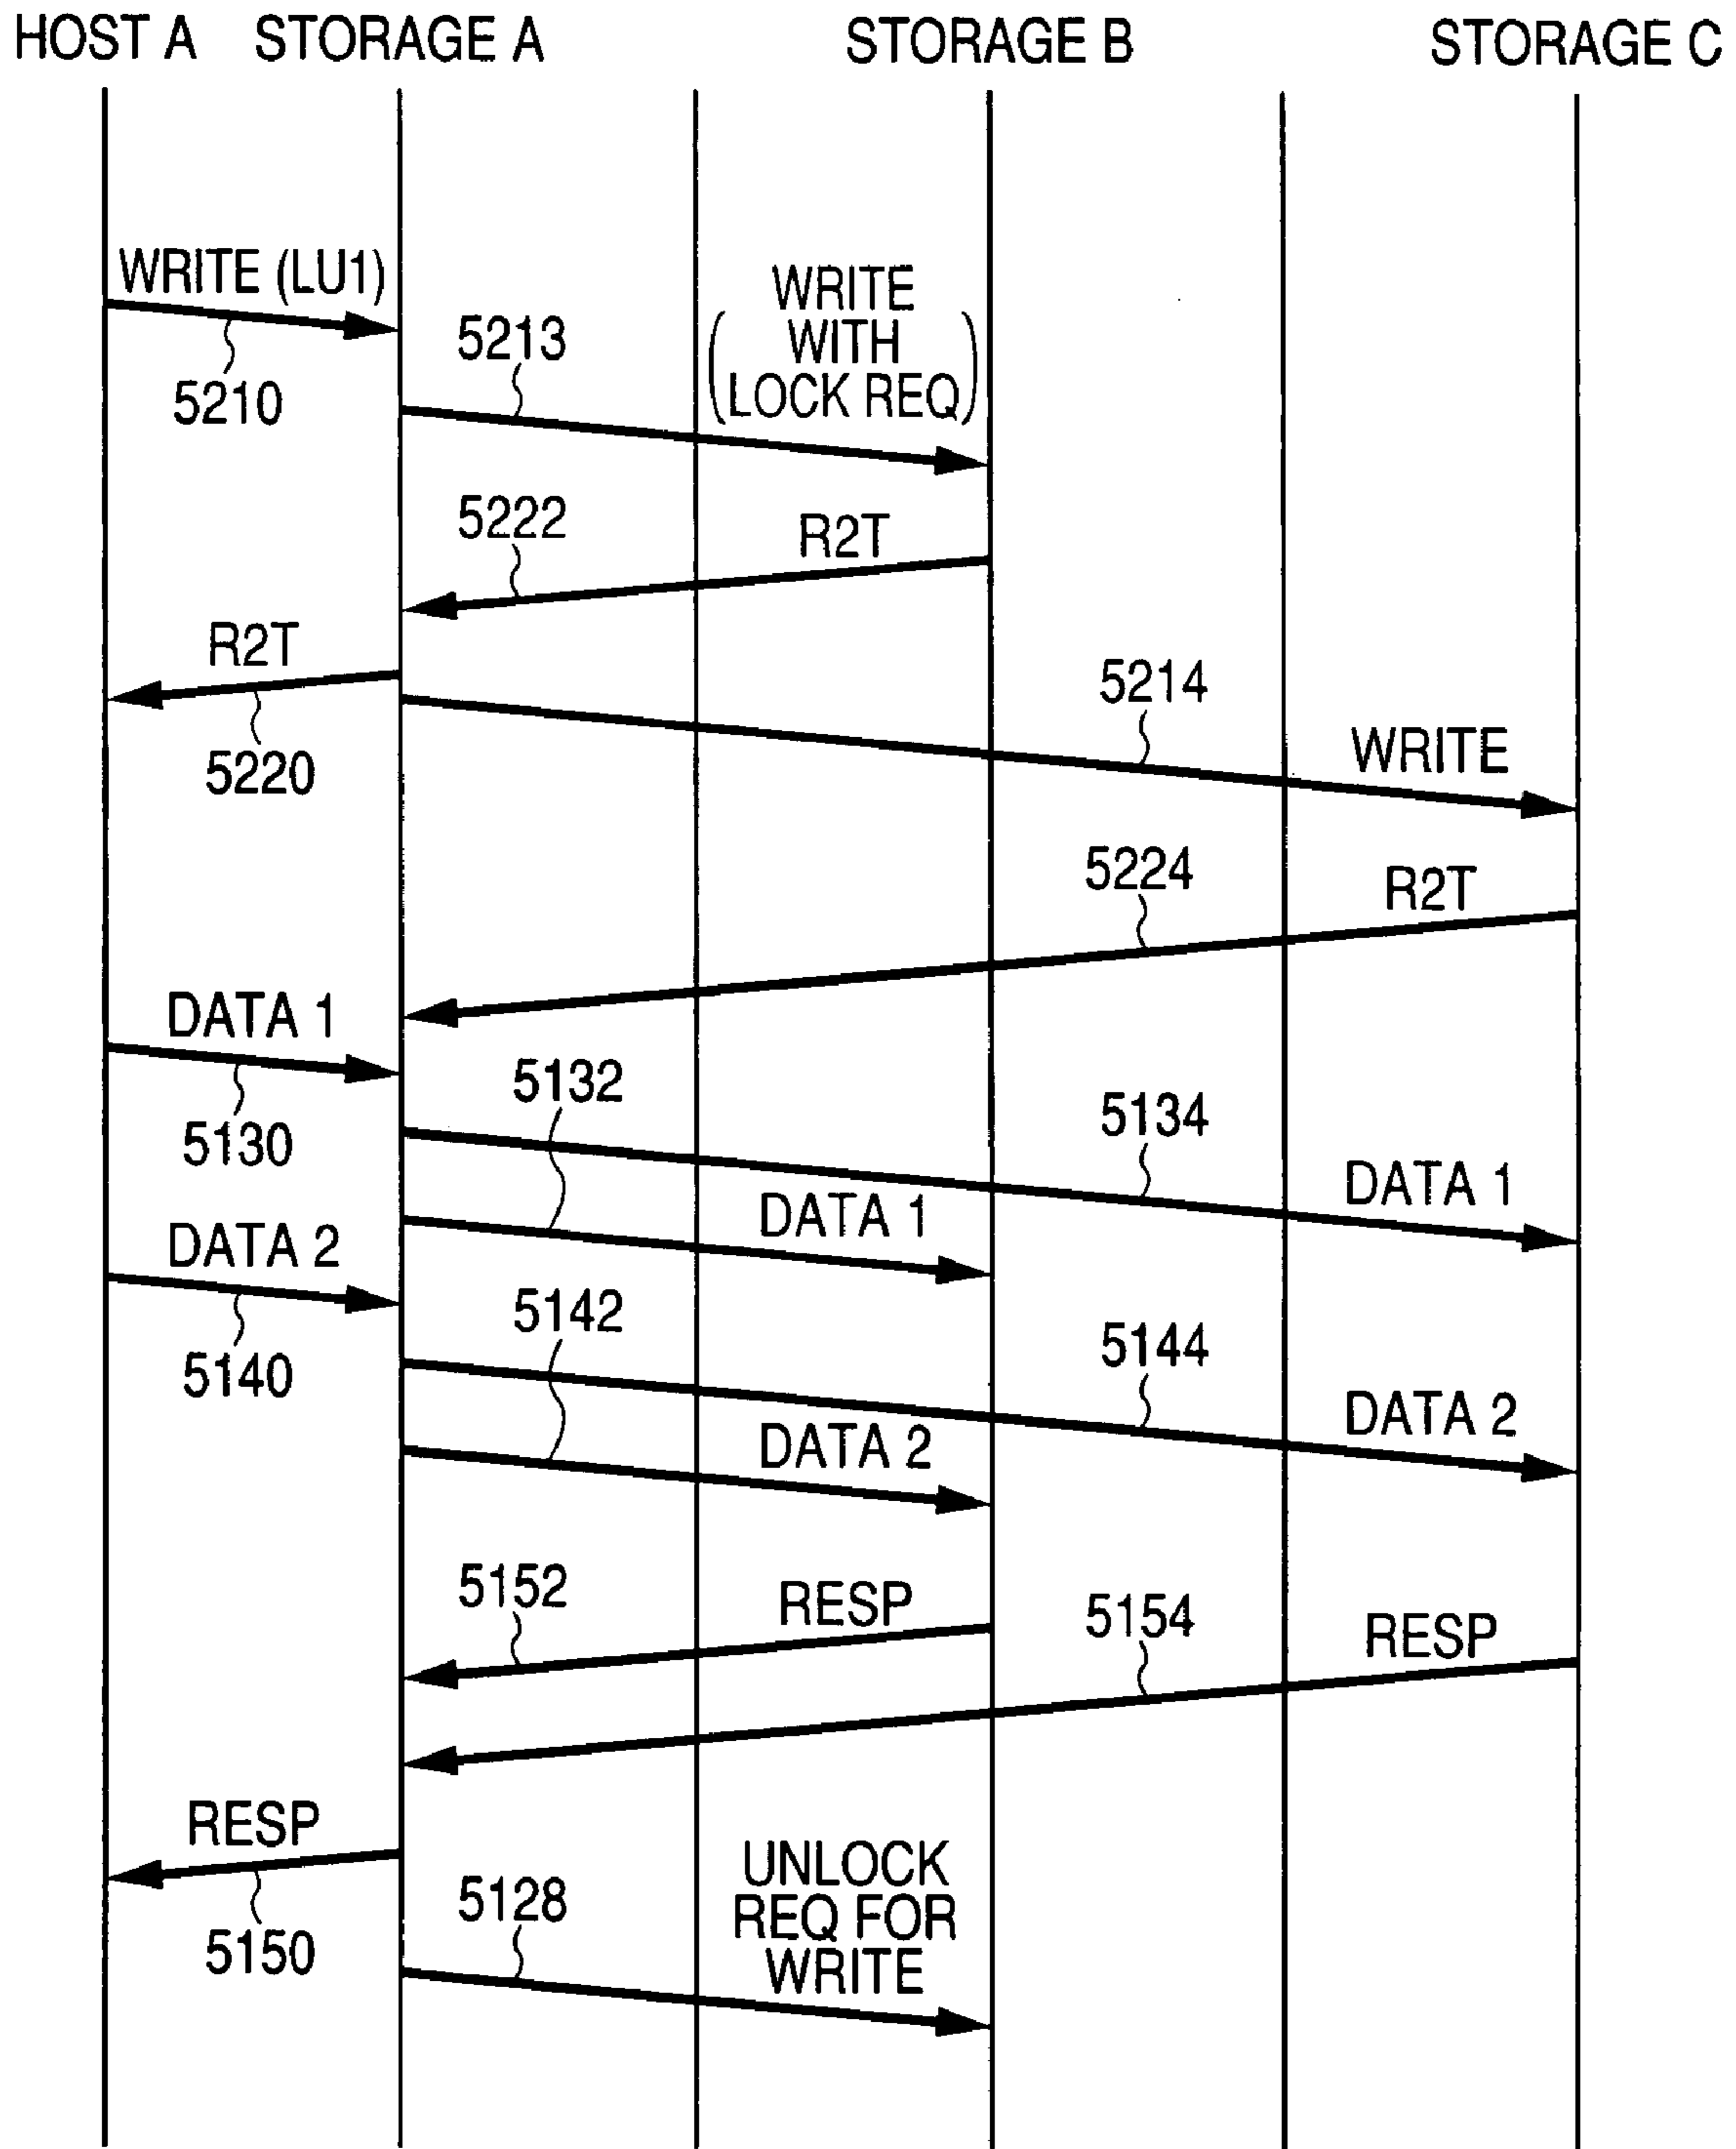 HOST A STORAGE A STORAGE B STORAGE C
WRITE (LU1)
5210
5213
WRITE
(WITH
LOCK REQ)
5222
R2T
R2T
5220
5214
WRITE
5224
R2T
DATA 1
5130
5132
5134
DATA 1
DATA 1
DATA 2
5140
5142
5144
DATA 2
DATA 2
5152
RESP
5154
RESP
RESP
5150
5128
UNLOCK
REQ FOR
WRITE